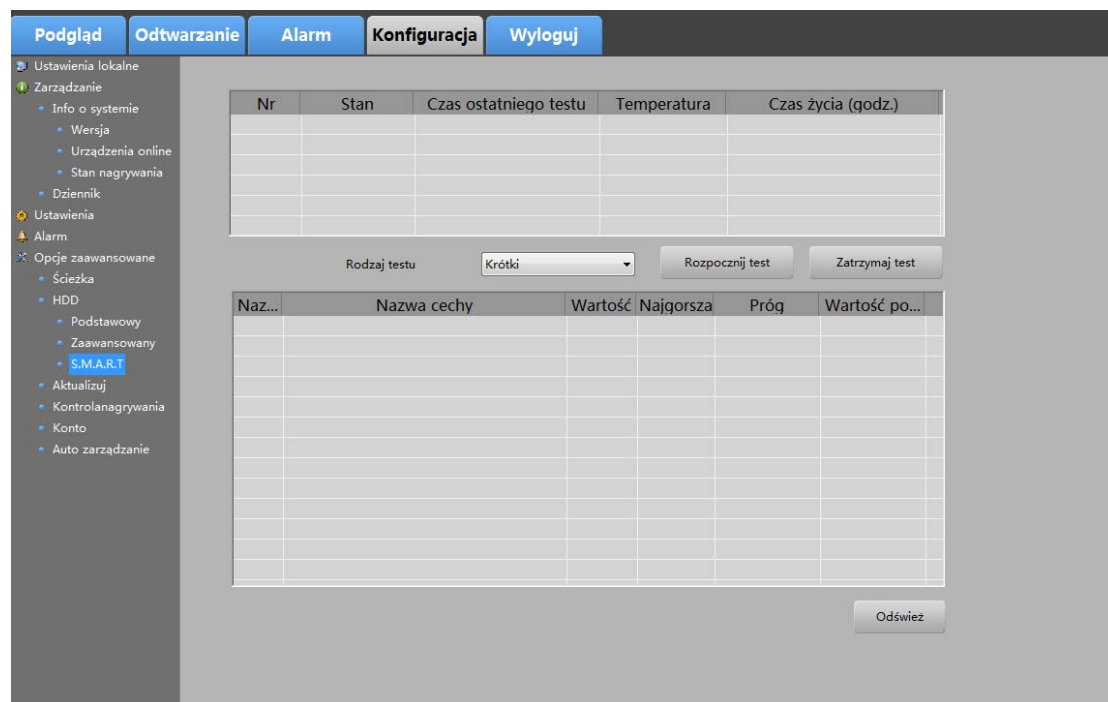 Podgląd Odtwarzanie Alarm Konfiguracja Wyloguj
Ustawienia lokalne
Zarządzanie
Info o systemie
Wersja
Urządzenia online
Stan nagrywania
Dziennik
Ustawienia
Alarm
Opcje zaawansowane
Ścieżka
HDD
Podstawowy
Zaawansowany
S.M.A.R.T
Aktualizuj
Kontrolanagrywania
Konto
Auto zarządzanie
Nr Stan Czas ostatniego testu Temperatura Czas życia (godz.)
Rodzaj testu Krótki Rozpocznij test Zatrzymaj test
Naz... Nazwa cechy Wartość Najgorsza Próg Wartość po...
Odśwież